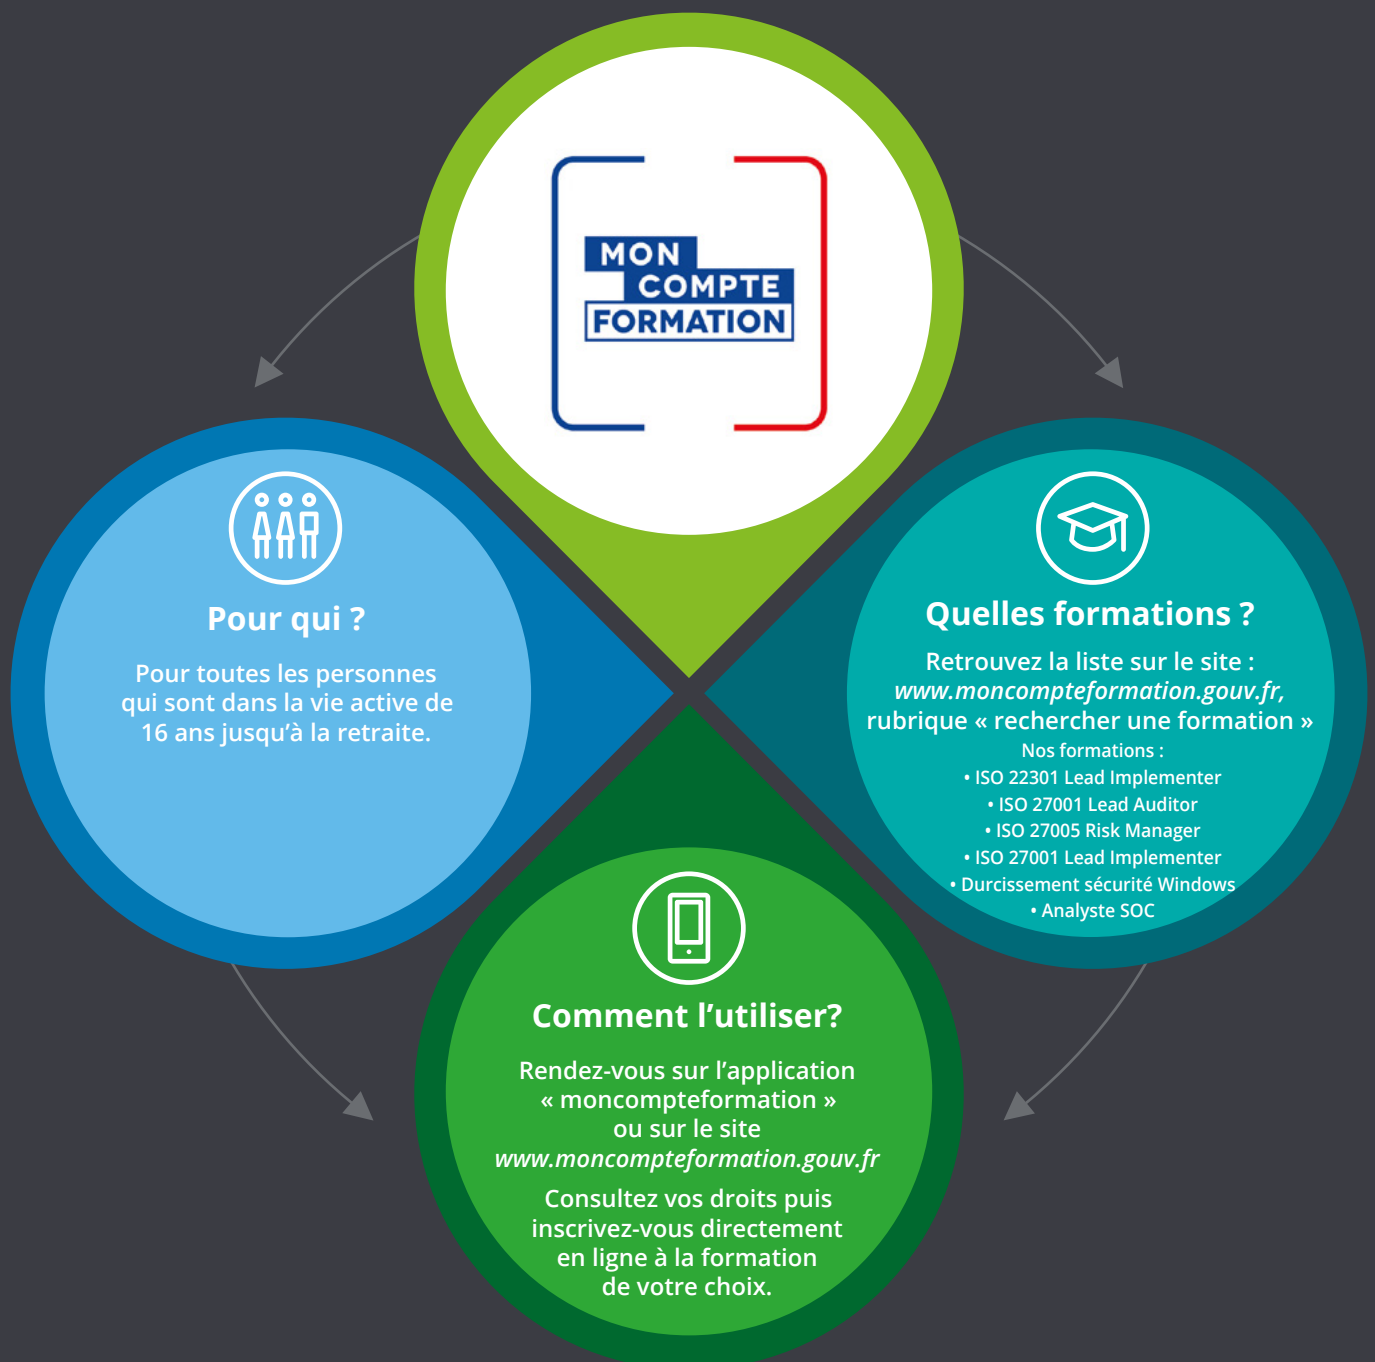 MON
COMPTE
FORMATION
Pour qui ?
Pour toutes les personnes
qui sont dans la vie active de
16 ans jusqu’à la retraite.
Quelles formations ?
Retrouvez la liste sur le site :
www.moncompteformation.gouv.fr,
rubrique « rechercher une formation »
Nos formations :
• ISO 22301 Lead Implementer
• ISO 27001 Lead Auditor
• ISO 27005 Risk Manager
• ISO 27001 Lead Implementer
• Durcissement sécurité Windows
• Analyste SOC
Comment l’utiliser?
Rendez-vous sur l’application
« moncompteformation »
ou sur le site
www.moncompteformation.gouv.fr
Consultez vos droits puis
inscrivez-vous directement
en ligne à la formation
de votre choix.